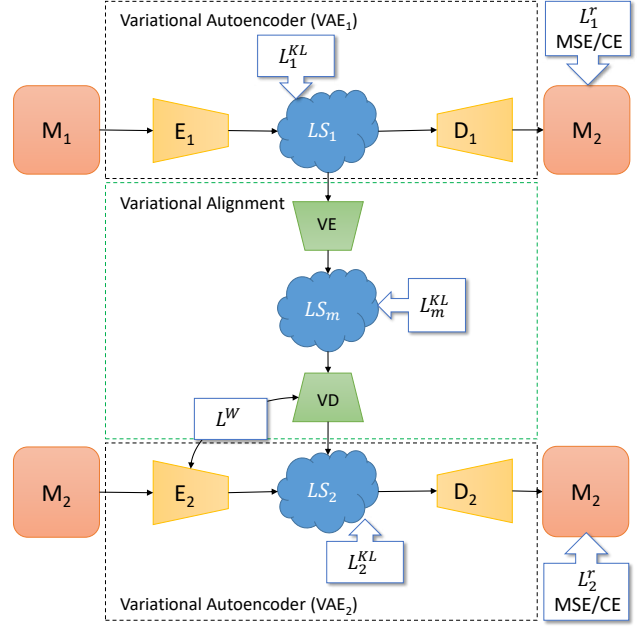 Variational Autoencoder (VAE₁)
L₁ʳ
MSE/CE
L₁ᴷᴸ
M₁
E₁
LS₁
D₁
M₂
Variational Alignment
VE
LSₘ
Lₘᴷᴸ
VD
Lᵂ
M₂
E₂
LS₂
D₂
M₂
L₂ᴷᴸ
L₂ʳ
MSE/CE
Variational Autoencoder (VAE₂)